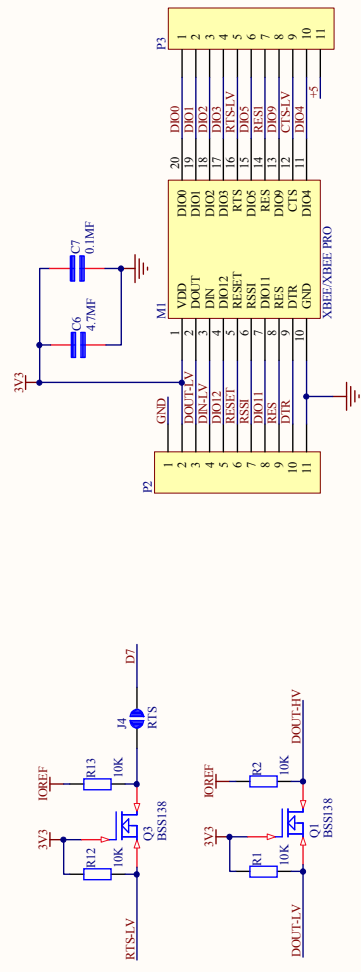 P3
1
2
3
4
5
6
7
8
9
10
11
DIO0
DIO1
DIO2
DIO3
RTS-LV
DIO5
RES1
DIO9
CTS-LV
DIO4
+5
20
19
18
17
16
15
14
13
12
11
M1
VDD
DOUT
DIN
DIO12
RESET
RSSI
DIO11
RES
DTR
GND
DIO0
DIO1
DIO2
DIO3
RTS
DIO5
RES
DIO9
CTS
DIO4
XBEE/XBEE PRO
1
2
3
4
5
6
7
8
9
10
3V3
C6
4.7MF
C7
0.1MF
GND
DOUT-LV
DIN-LV
DIO12
RESET
RSSI
DIO11
RES
DTR
P2
1
2
3
4
5
6
7
8
9
10
11
RTS-LV
3V3
R12
10K
Q3
BSS138
IOREF
R13
10K
J4
RTS
D7
DOUT-LV
3V3
R1
10K
Q1
BSS138
IOREF
R2
10K
DOUT-HV